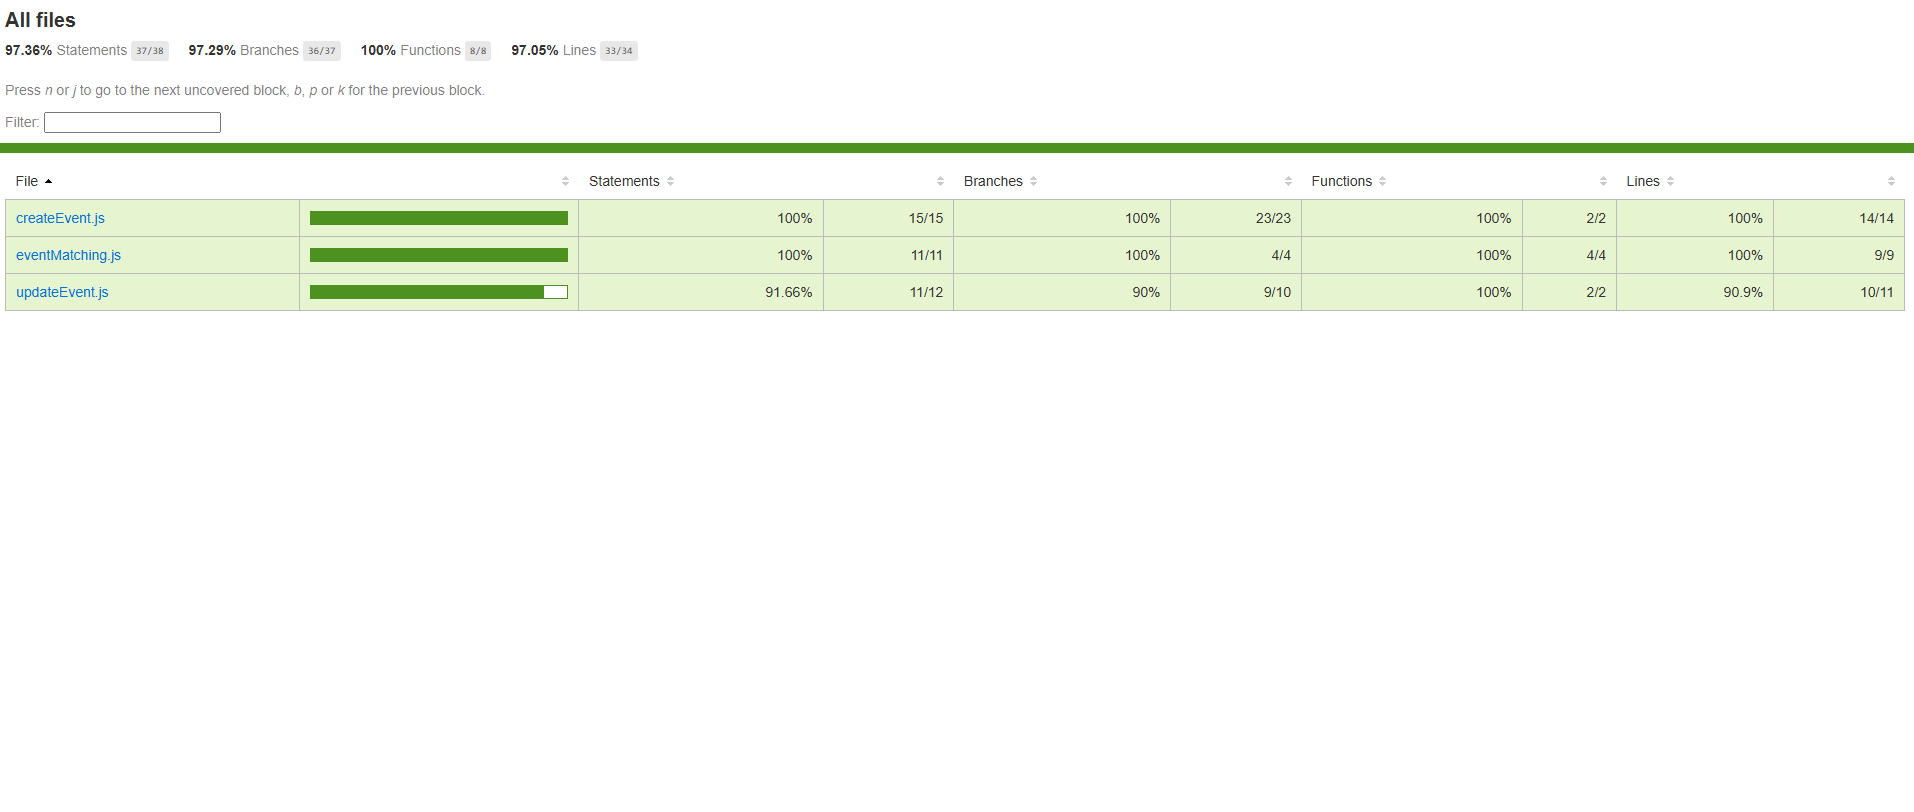 All files
97.36% Statements 37/38 97.29% Branches 36/37 100% Functions 8/8 97.05% Lines 33/34
Press n or j to go to the next uncovered block, b, p or k for the previous block.
Filter:
File Statements Branches Functions Lines
createEvent.js 100% 15/15 100% 23/23 100% 2/2 100% 14/14
eventMatching.js 100% 11/11 100% 4/4 100% 4/4 100% 9/9
updateEvent.js 91.66% 11/12 90% 9/10 100% 2/2 90.9% 10/11